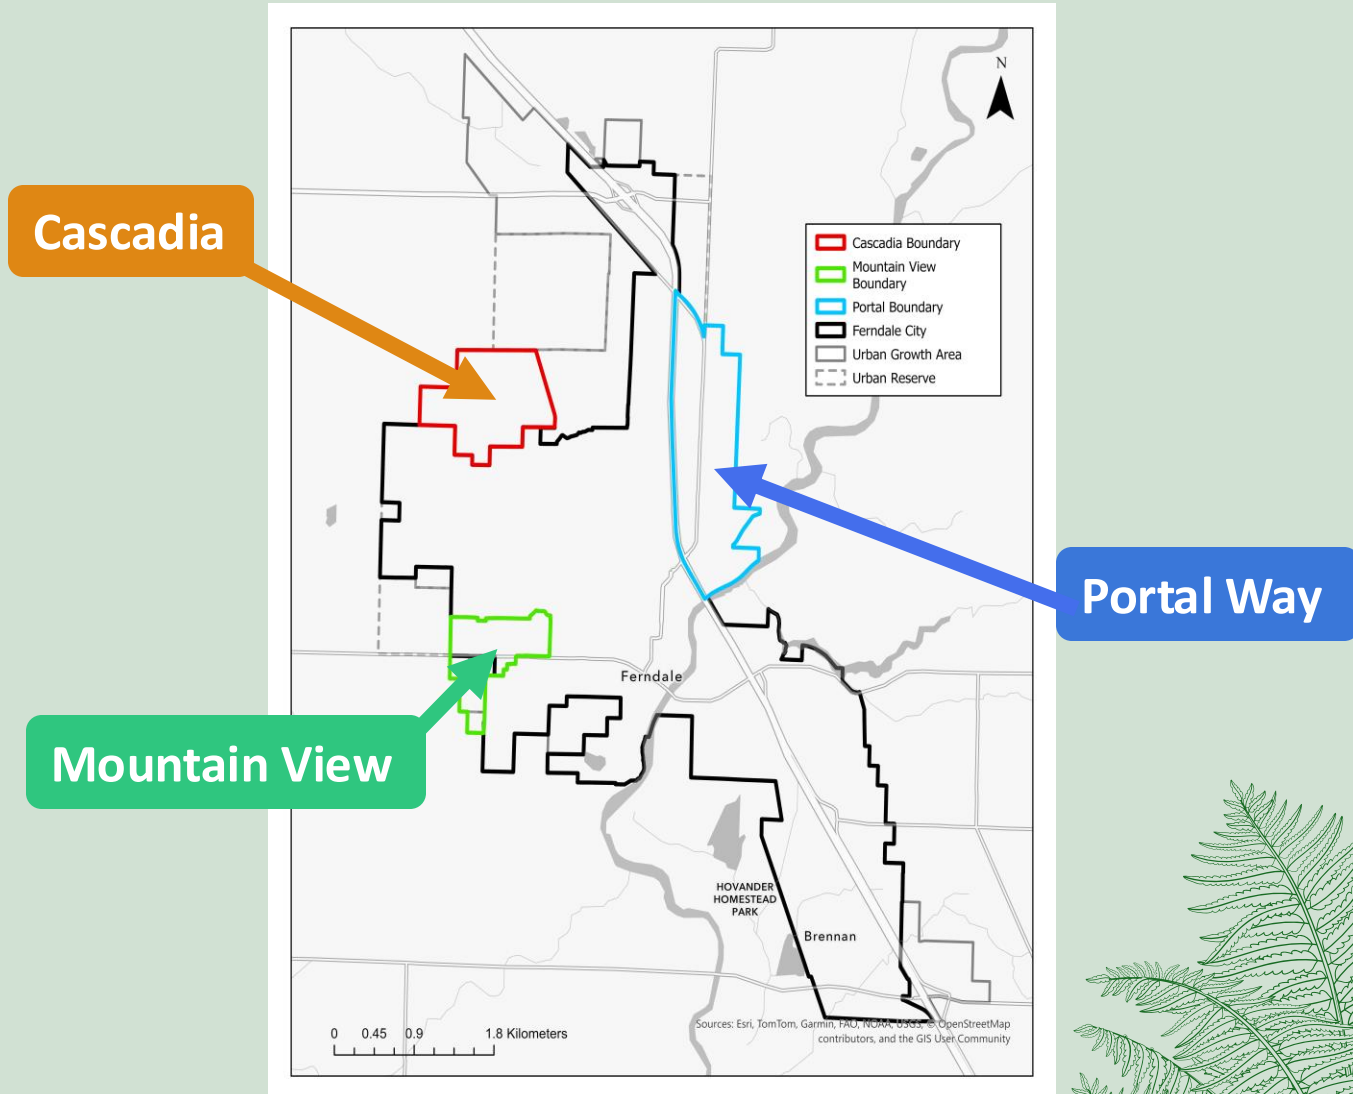 N
Cascadia
Cascadia Boundary
Mountain View
Boundary
Portal Boundary
Ferndale City
Urban Growth Area
Urban Reserve
Portal Way
Ferndale
Mountain View
HOVANDER
HOMESTEAD
PARK
Brennan
0 0.45 0.9 1.8 Kilometers
Sources: Esri, TomTom, Garmin, FAO, NOAA, USGS, © OpenStreetMap
contributors, and the GIS User Community